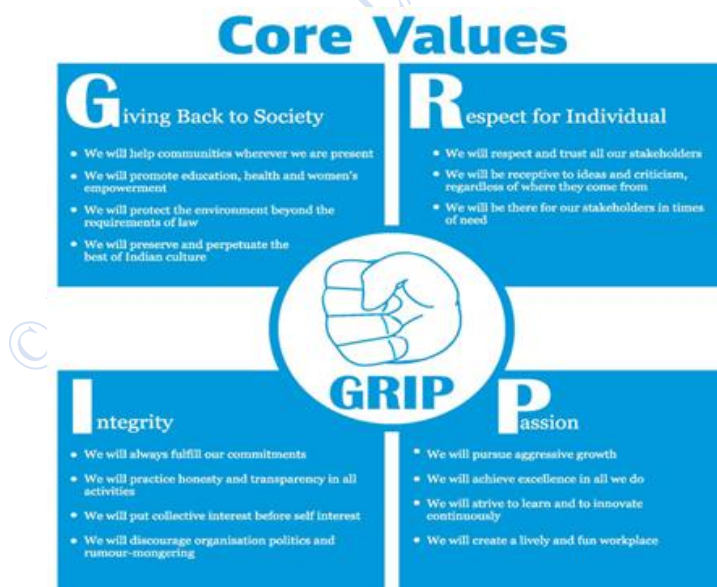 Core Values
Giving Back to Society
• We will help communities wherever we are present
• We will promote education, health and women's
empowerment
• We will protect the environment beyond the
requirements of law
• We will preserve and perpetuate the
best of Indian culture
Respect for Individual
• We will respect and trust all our stakeholders
• We will be receptive to ideas and criticism,
regardless of where they come from
• We will be there for our stakeholders in times
of need
GRIP
Integrity
• We will always fulfill our commitments
• We will practice honesty and transparency in all
activities
• We will put collective interest before self interest
• We will discourage organisation politics and
rumour-mongering
Passion
• We will pursue aggressive growth
• We will achieve excellence in all we do
• We will strive to learn and to innovate
continuously
• We will create a lively and fun workplace
©